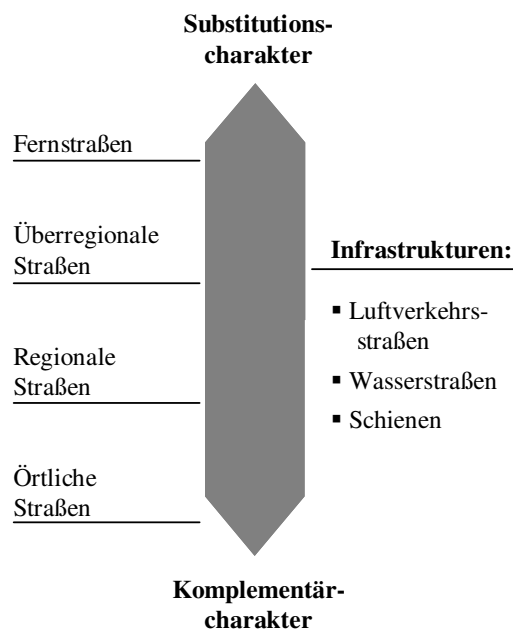 Substitutions-
charakter
Fernstraßen
Überregionale
Straßen
Regionale
Straßen
Örtliche
Straßen
Infrastrukturen:
▪ Luftverkehrs-
straßen
▪ Wasserstraßen
▪ Schienen
Komplementär-
charakter